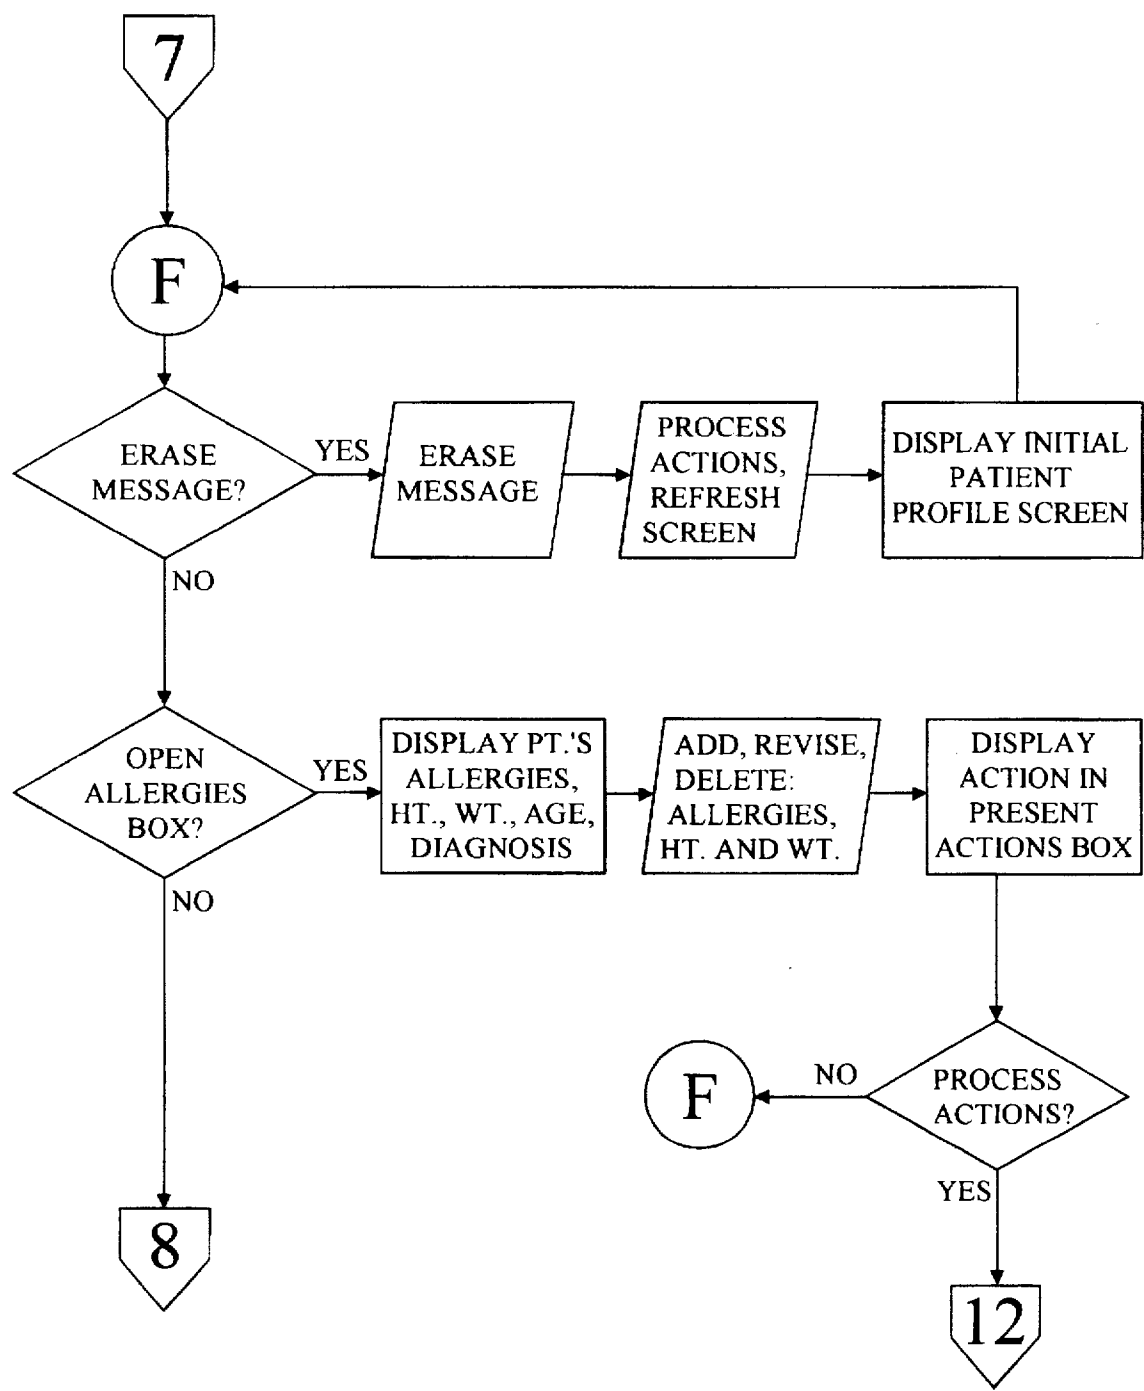 7
F
ERASE
MESSAGE?
YES
ERASE
MESSAGE
PROCESS
ACTIONS,
REFRESH
SCREEN
DISPLAY INITIAL
PATIENT
PROFILE SCREEN
NO
OPEN
ALLERGIES
BOX?
YES
DISPLAY PT.'S
ALLERGIES,
HT., WT., AGE,
DIAGNOSIS
ADD, REVISE,
DELETE:
ALLERGIES,
HT. AND WT.
DISPLAY
ACTION IN
PRESENT
ACTIONS BOX
NO
F
NO
PROCESS
ACTIONS?
YES
8
12